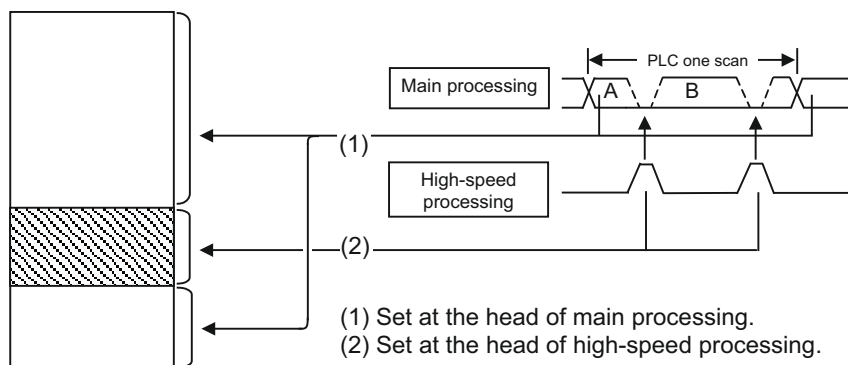 PLC one scan
Main processing
A
B
(1)
High-speed
processing
(2)
(1) Set at the head of main processing.
(2) Set at the head of high-speed processing.